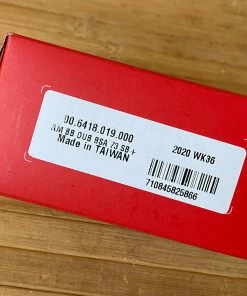 00.6418.019.000
AM BB DUB BSA 73 SB +
Made in TAIWAN
2020 WK36
710845825866